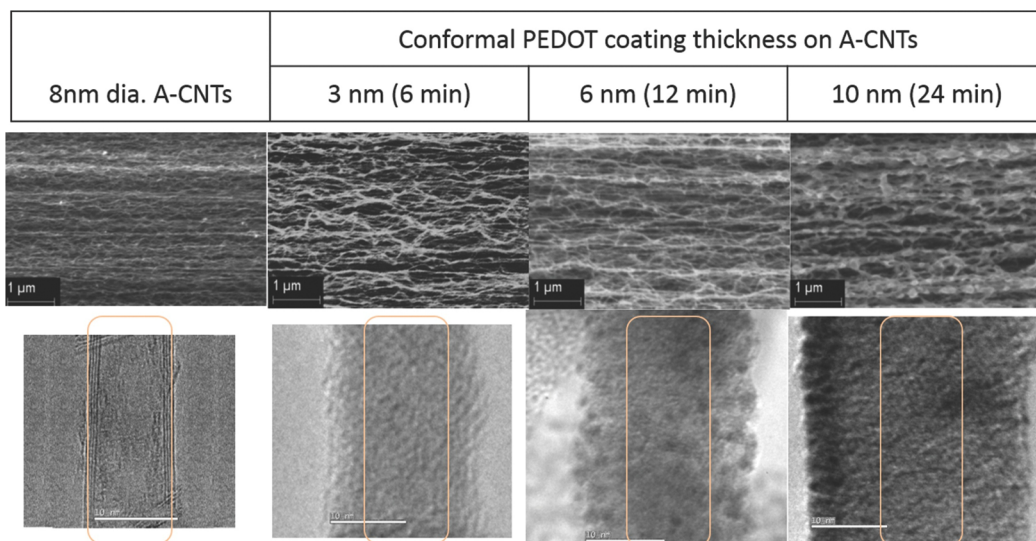 Conformal PEDOT coating thickness on A-CNTs
8nm dia. A-CNTs
3 nm (6 min)
6 nm (12 min)
10 nm (24 min)
1 µm
1 µm
1 µm
1 µm
10 nm
10 nm
10 nm
10 nm